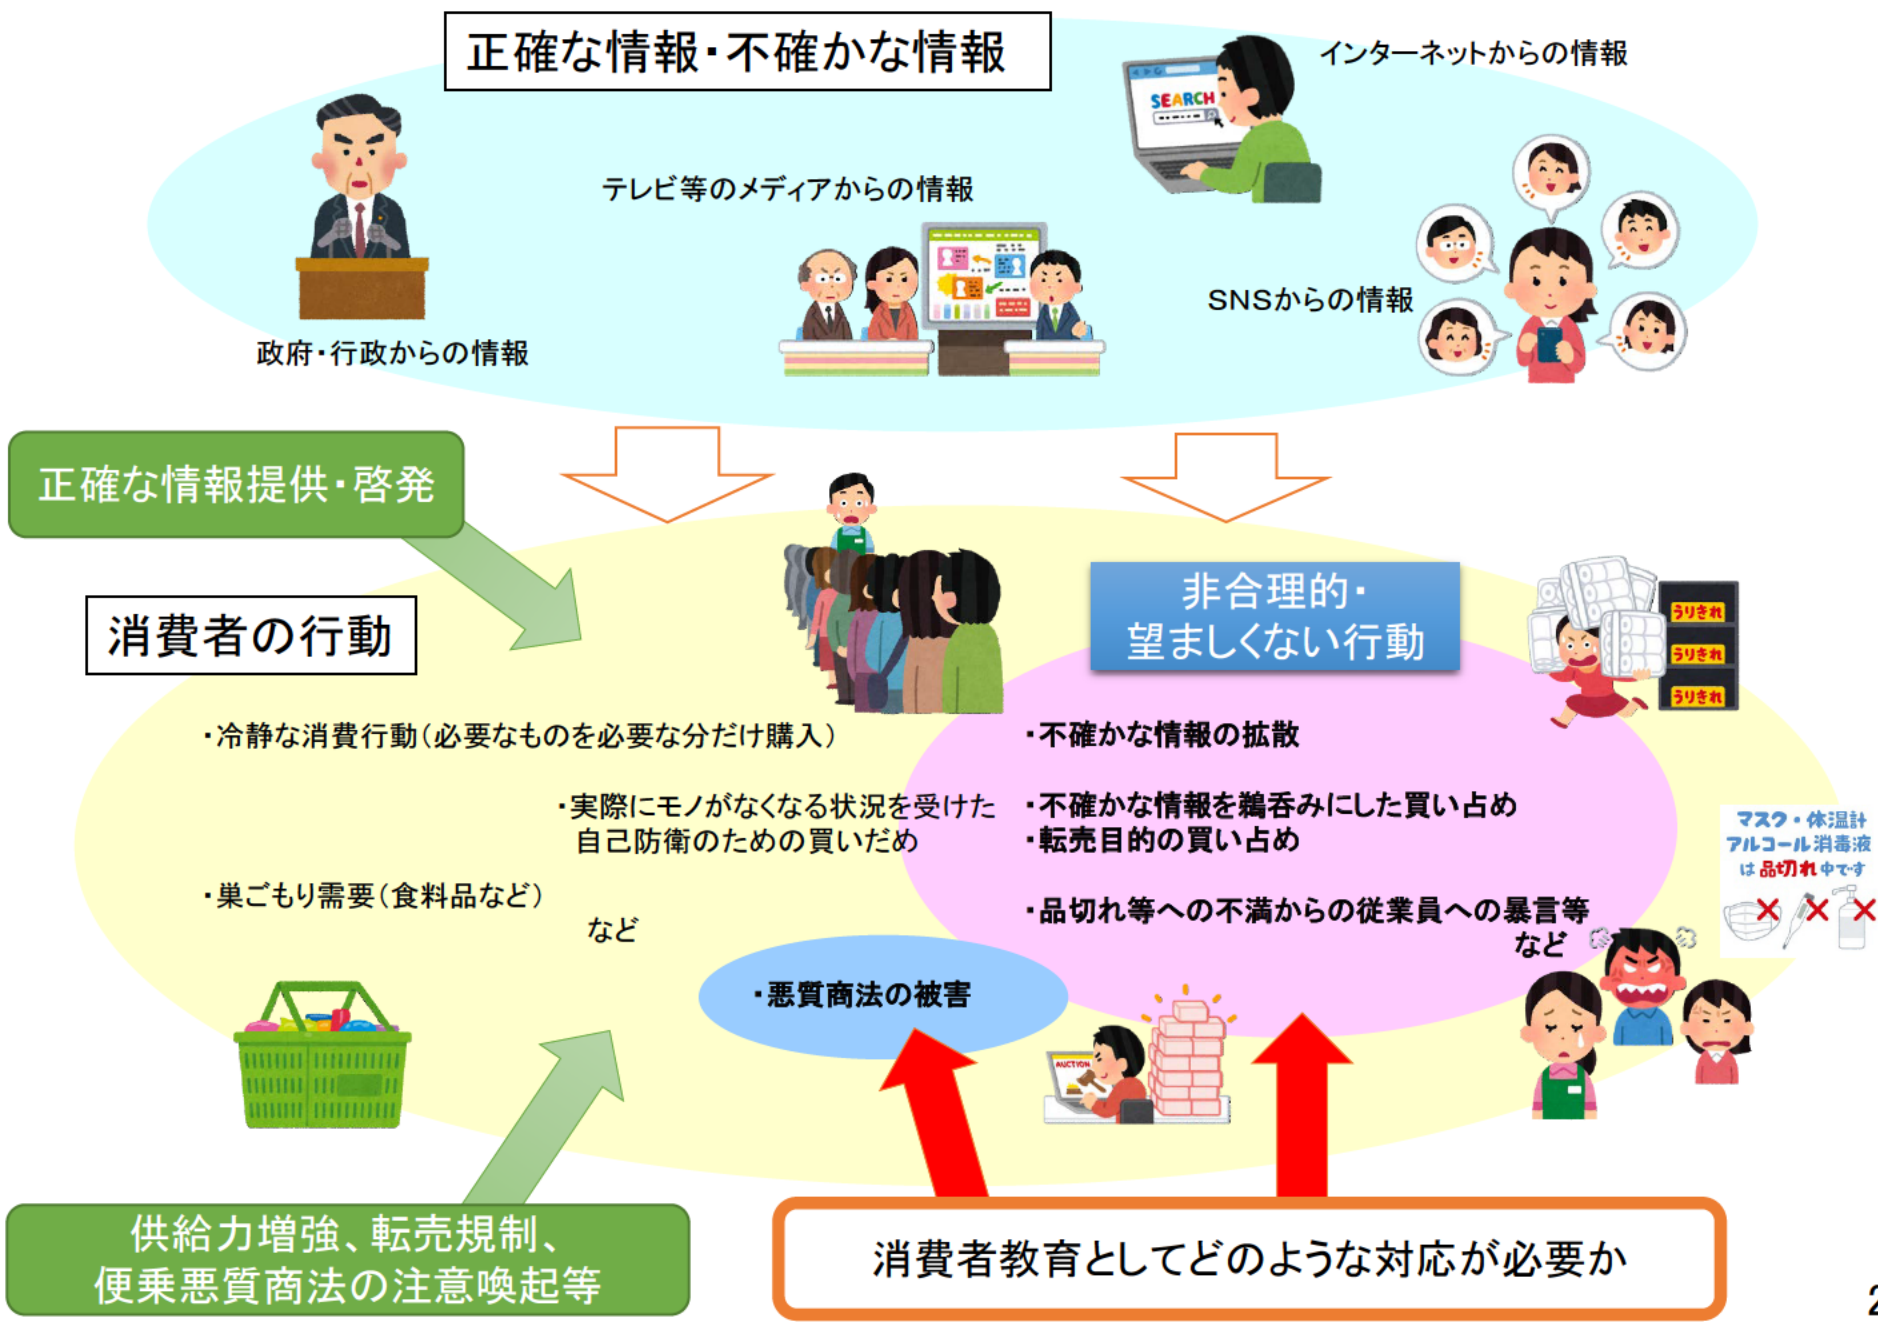 正確な情報・不確かな情報
インターネットからの情報
SEARCH
テレビ等のメディアからの情報
SNSからの情報
政府・行政からの情報
正確な情報提供・啓発
消費者の行動
非合理的・
望ましくない行動
うりきれ
うりきれ
うりきれ
・冷静な消費行動（必要なものを必要な分だけ購入）
・実際にモノがなくなる状況を受けた
自己防衛のための買いだめ
・巣ごもり需要（食料品など）
など
・不確かな情報の拡散
・不確かな情報を鵜呑みにした買い占め
・転売目的の買い占め
・品切れ等への不満からの従業員への暴言等
など
マスク・体温計
アルコール消毒液
は品切れ中です
・悪質商法の被害
AUCTION
供給力増強、転売規制、
便乗悪質商法の注意喚起等
消費者教育としてどのような対応が必要か